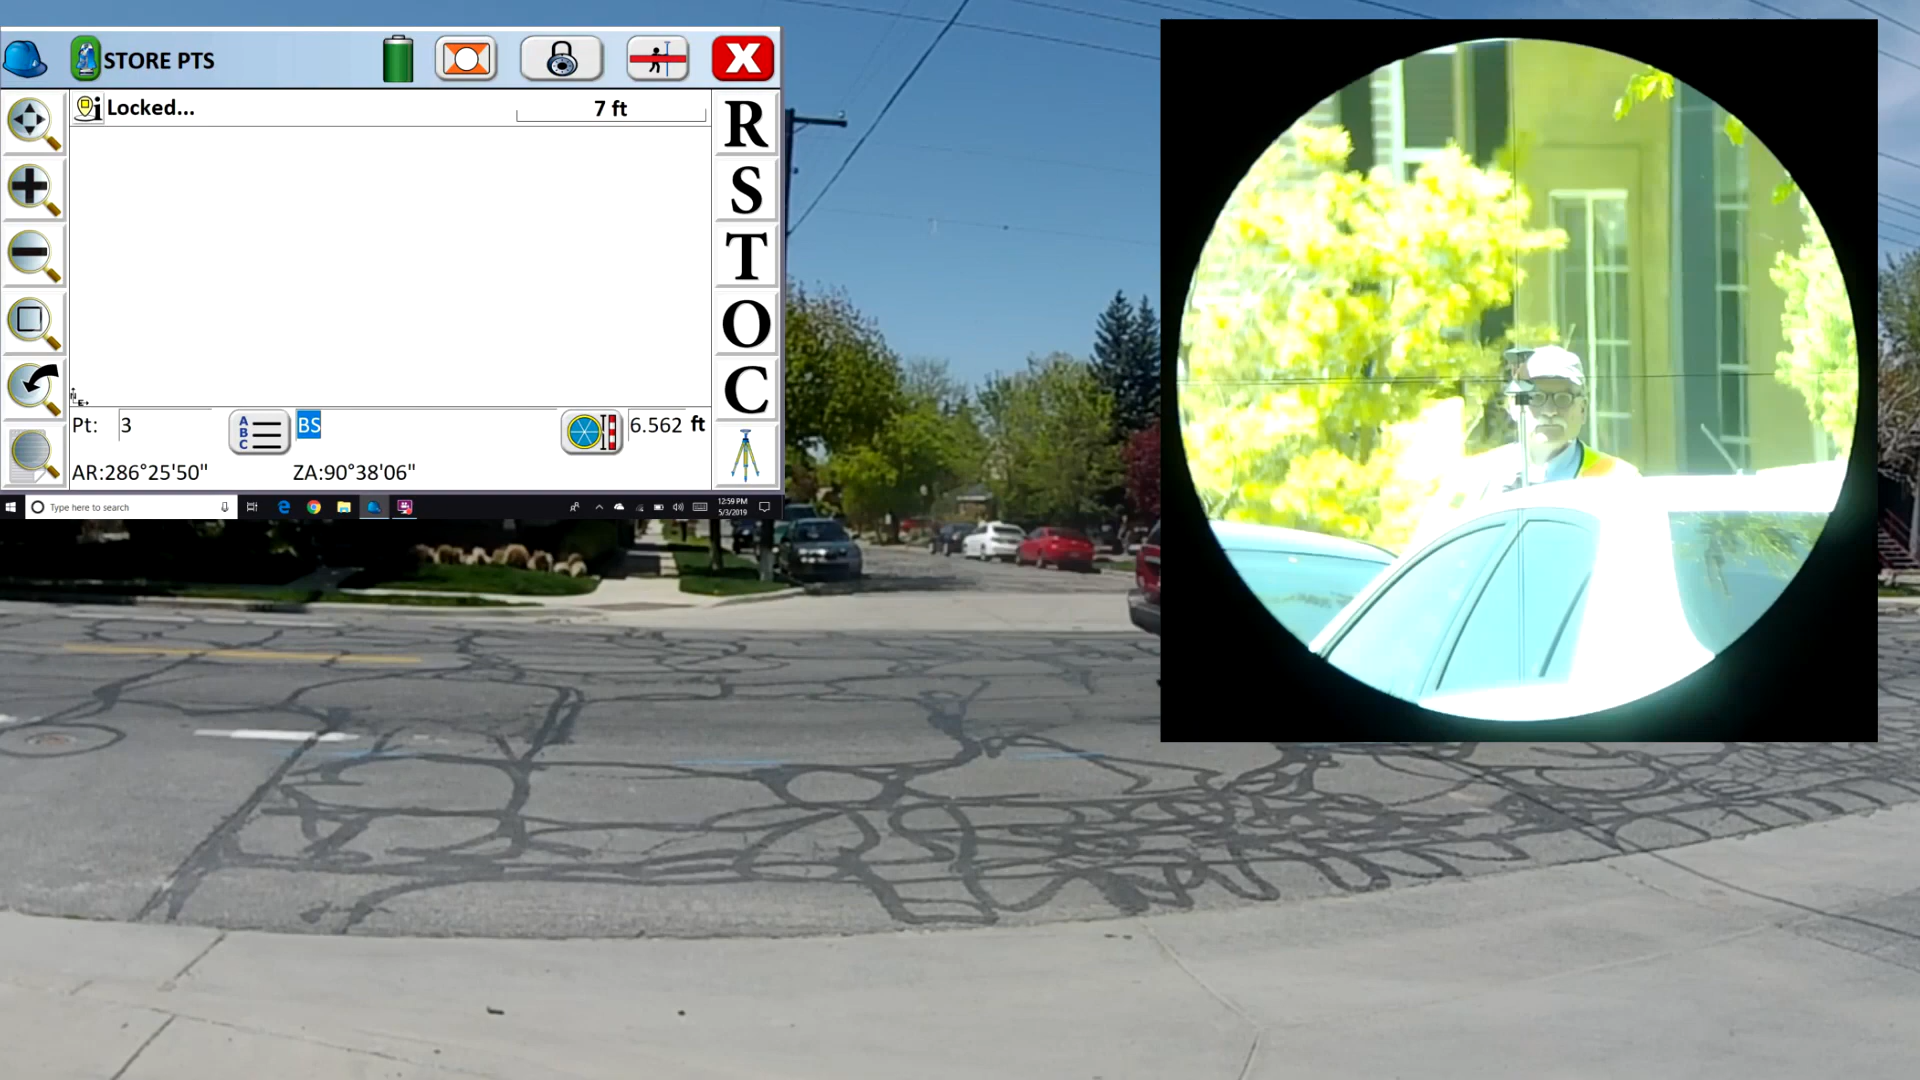 STORE PTS
Locked...
7 ft
R
S
T
O
C
Pt: 3
A
B
C
BS
6.562 ft
AR:286°25'50"
ZA:90°38'06"
Type here to search
12:59 PM
5/3/2019